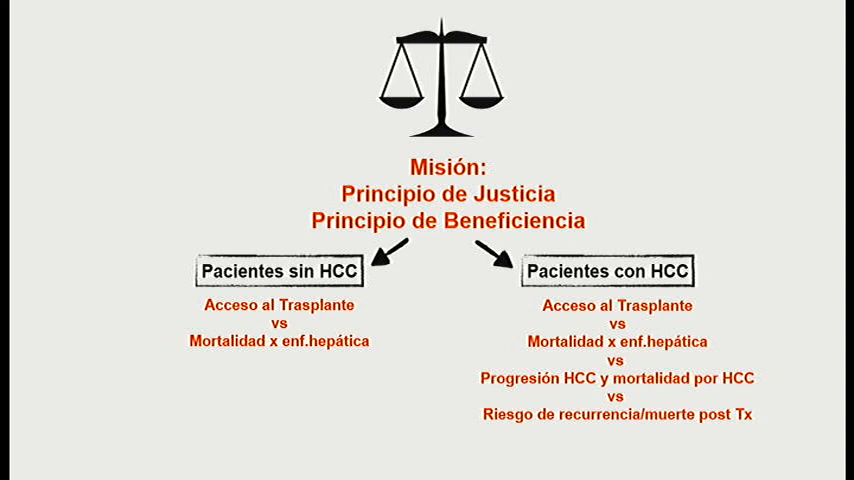 Misión:
Principio de Justicia
Principio de Beneficiencia
Pacientes sin HCC
Acceso al Trasplante
vs
Mortalidad x enf.hepática
Pacientes con HCC
Acceso al Trasplante
vs
Mortalidad x enf.hepática
vs
Progresión HCC y mortalidad por HCC
vs
Riesgo de recurrencia/muerte post Tx